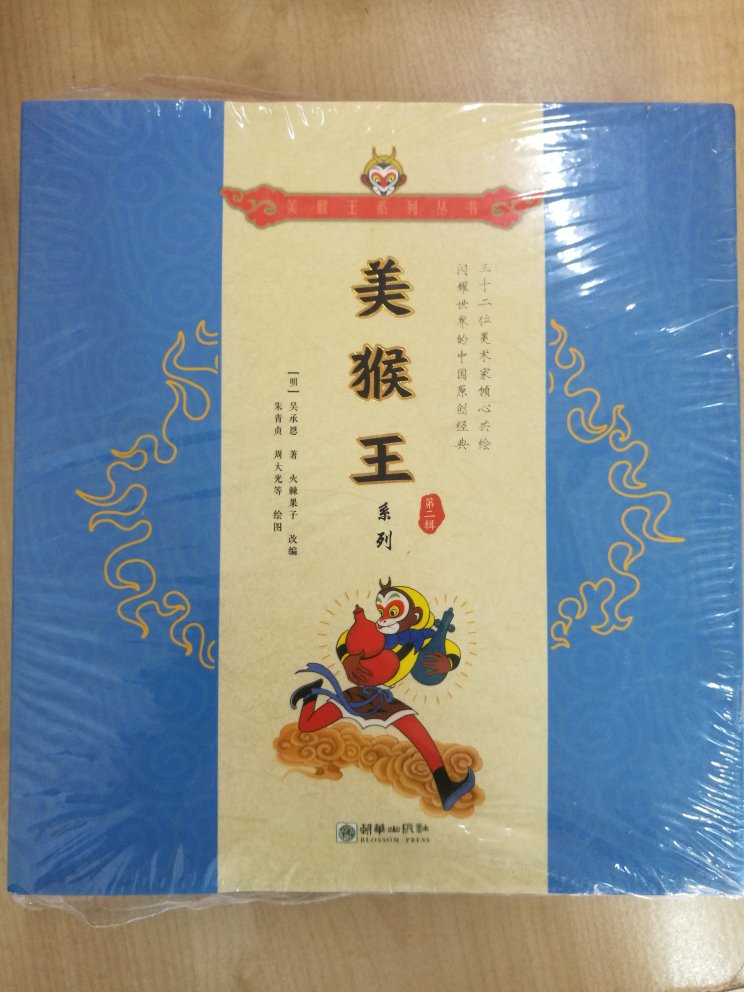 美猴王系列丛书
三十二位美术家倾心共绘
闪耀世界的中国原创经典
美猴王
系列
第二辑
[明]吴承恩 著 火棘果子 改编
朱青贞 周大光等 绘图
朝华出版社
BLOSSOM PRESS